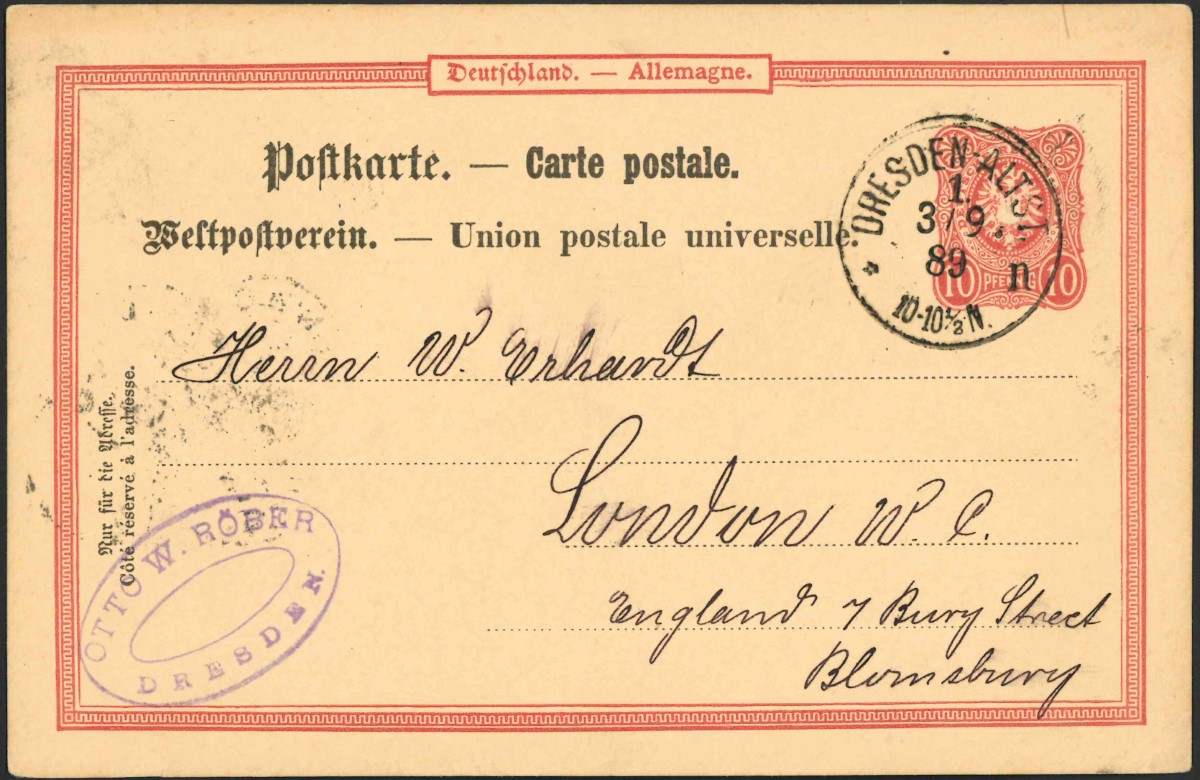 Deutschland. — Allemagne.
Postkarte. — Carte postale.
Weltpostverein. — Union postale universelle.
DRESDEN-ALTST
1.
3/9.
89 n
10-10½N.
10 PFENNIG 10
Herrn W. Erhardt
London W. C.
England 7 Bury Street
Blomsbury
Nur für die Adresse.
Côté réservé à l'adresse.
OTTO W. RÖBER
DRESDEN.